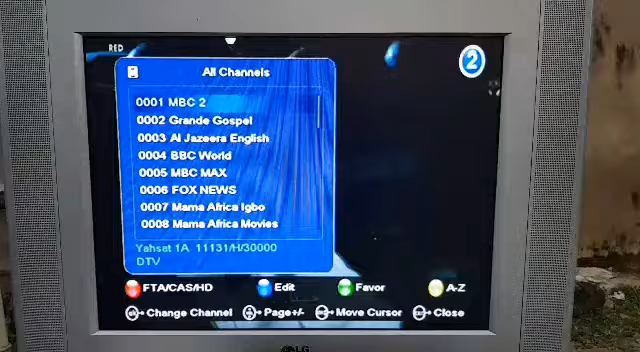 RED
2
All Channels
0001 MBC 2
0002 Grande Gospel
0003 Al Jazeera English
0004 BBC World
0005 MBC MAX
0006 FOX NEWS
0007 Mama Africa Igbo
0008 Mama Africa Movies
Yahsat 1A 11131/H/30000
DTV
FTA/CAS/HD Edit Favor A-Z
Change Channel Page+/- Move Cursor Close
LG